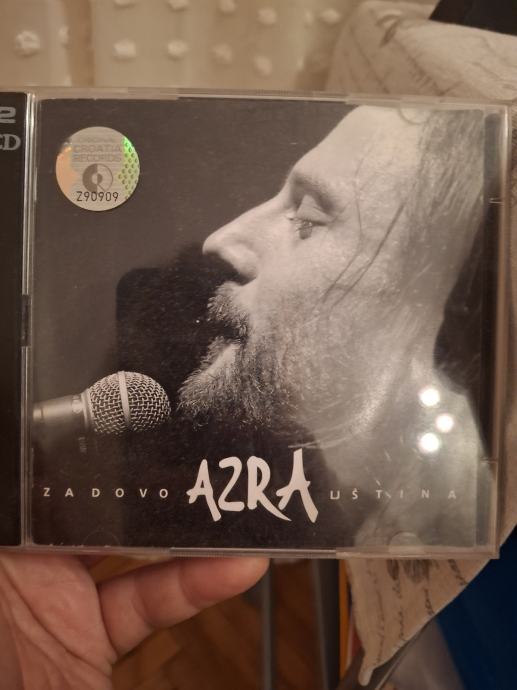 2
CD
CROATIA
RECORDS
Z90909
ZADOVO AZRA LJŠTINA